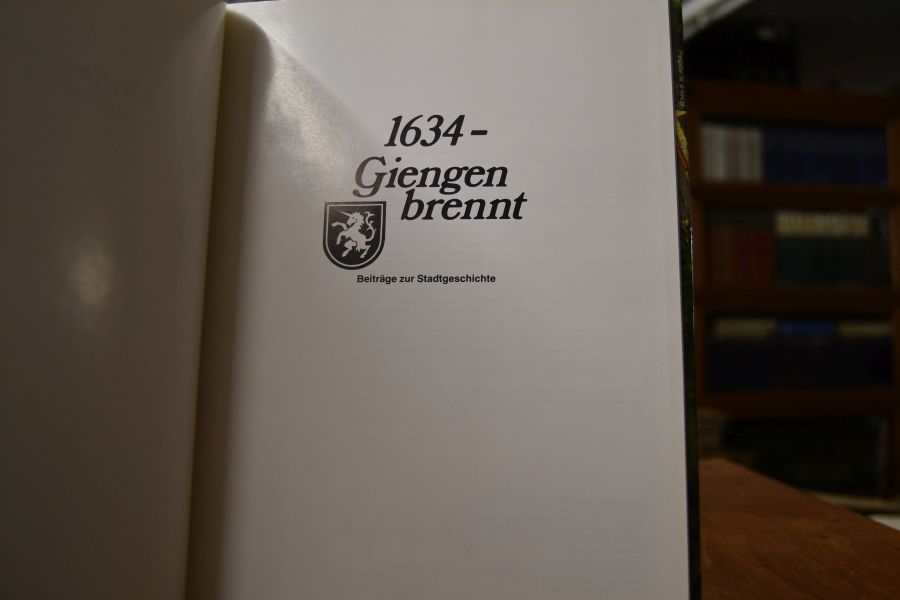 1634–
Giengen
brennt
Beiträge zur Stadtgeschichte